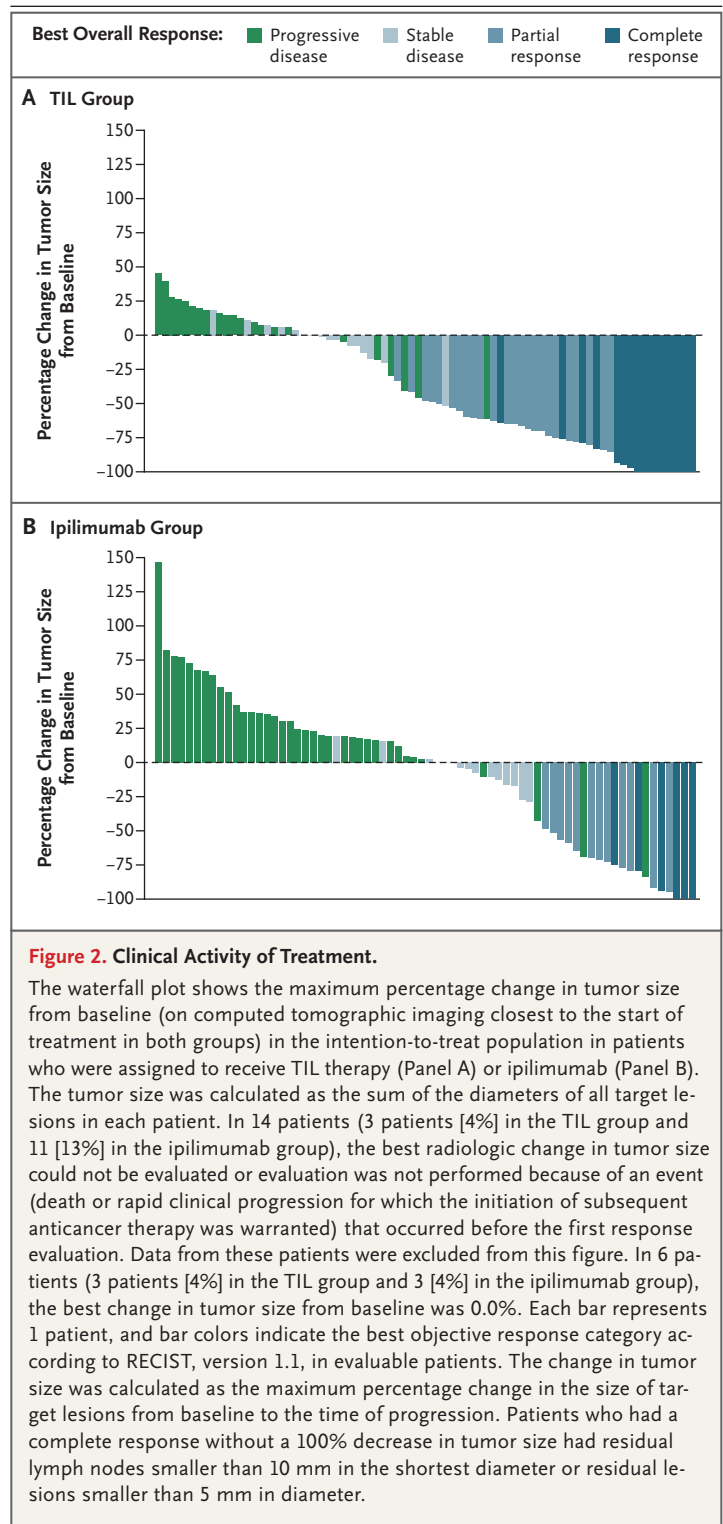 Best Overall Response: Progressive disease Stable disease Partial response Complete response
A TIL Group
Percentage Change in Tumor Size from Baseline
150
125
100
75
50
25
0
−25
−50
−75
−100
B Ipilimumab Group
Percentage Change in Tumor Size from Baseline
150
125
100
75
50
25
0
−25
−50
−75
−100
Figure 2. Clinical Activity of Treatment.
The waterfall plot shows the maximum percentage change in tumor size
from baseline (on computed tomographic imaging closest to the start of
treatment in both groups) in the intention-to-treat population in patients
who were assigned to receive TIL therapy (Panel A) or ipilimumab (Panel B).
The tumor size was calculated as the sum of the diameters of all target le-
sions in each patient. In 14 patients (3 patients [4%] in the TIL group and
11 [13%] in the ipilimumab group), the best radiologic change in tumor size
could not be evaluated or evaluation was not performed because of an event
(death or rapid clinical progression for which the initiation of subsequent
anticancer therapy was warranted) that occurred before the first response
evaluation. Data from these patients were excluded from this figure. In 6 pa-
tients (3 patients [4%] in the TIL group and 3 [4%] in the ipilimumab group),
the best change in tumor size from baseline was 0.0%. Each bar represents
1 patient, and bar colors indicate the best objective response category ac-
cording to RECIST, version 1.1, in evaluable patients. The change in tumor
size was calculated as the maximum percentage change in the size of tar-
get lesions from baseline to the time of progression. Patients who had a
complete response without a 100% decrease in tumor size had residual
lymph nodes smaller than 10 mm in the shortest diameter or residual le-
sions smaller than 5 mm in diameter.